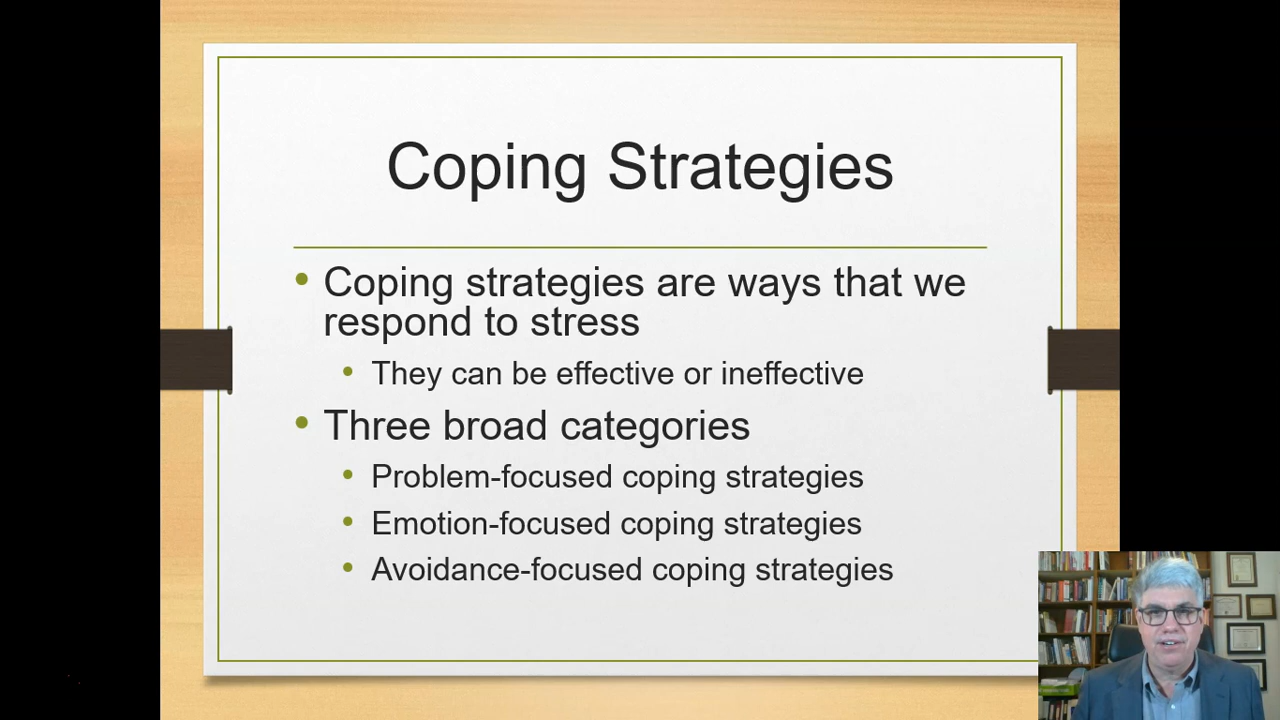 Coping Strategies
• Coping strategies are ways that we
respond to stress
• They can be effective or ineffective
• Three broad categories
• Problem-focused coping strategies
• Emotion-focused coping strategies
• Avoidance-focused coping strategies